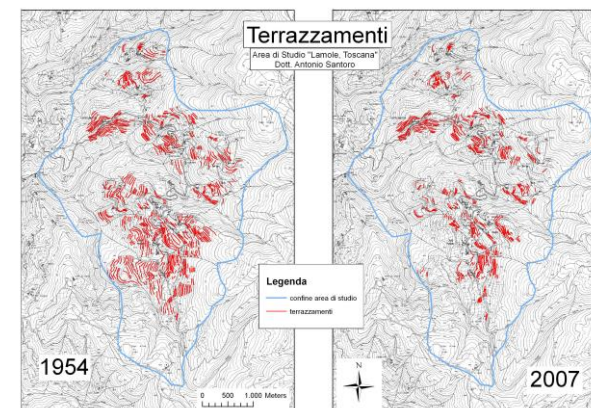 Terrazzamenti
Area di Studio "Lamole, Toscana"
Dott. Antonio Santoro
Legenda
confine area di studio
terrazzamenti
1954
0 500 1.000 Meters
N
2007